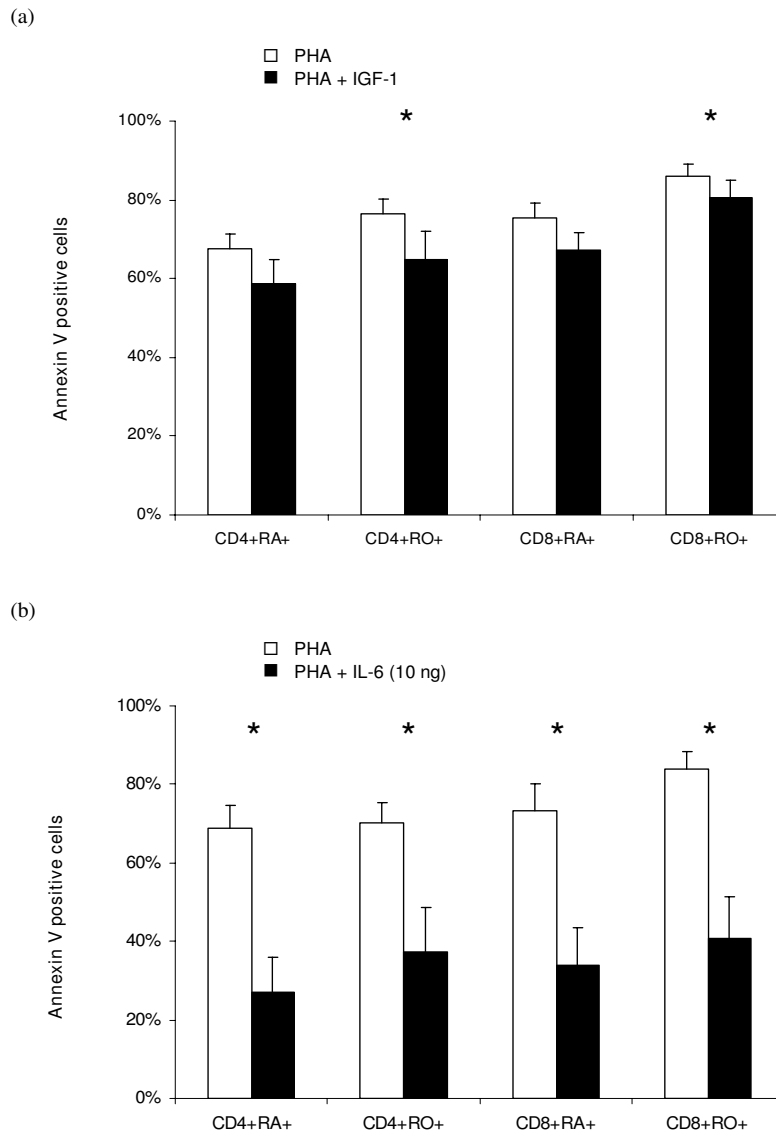 (a)
PHA
PHA + IGF-1
* *
100%
80%
60%
40%
20%
0%
Annexin V positive cells
CD4+RA+ CD4+RO+ CD8+RA+ CD8+RO+
(b)
PHA
PHA + IL-6 (10 ng)
* * * *
100%
80%
60%
40%
20%
0%
Annexin V positive cells
CD4+RA+ CD4+RO+ CD8+RA+ CD8+RO+